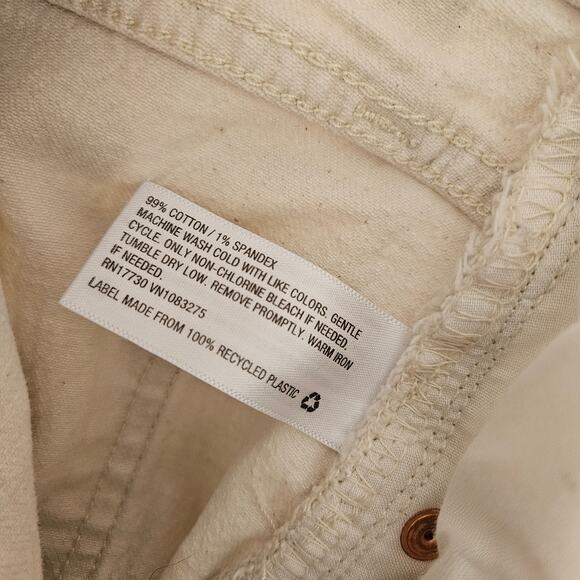 99% COTTON / 1% SPANDEX
MACHINE WASH COLD WITH LIKE COLORS. GENTLE
CYCLE. ONLY NON-CHLORINE BLEACH IF NEEDED.
TUMBLE DRY LOW. REMOVE PROMPTLY. WARM IRON
IF NEEDED.
RN17730 VN1083275
LABEL MADE FROM 100% RECYCLED PLASTIC